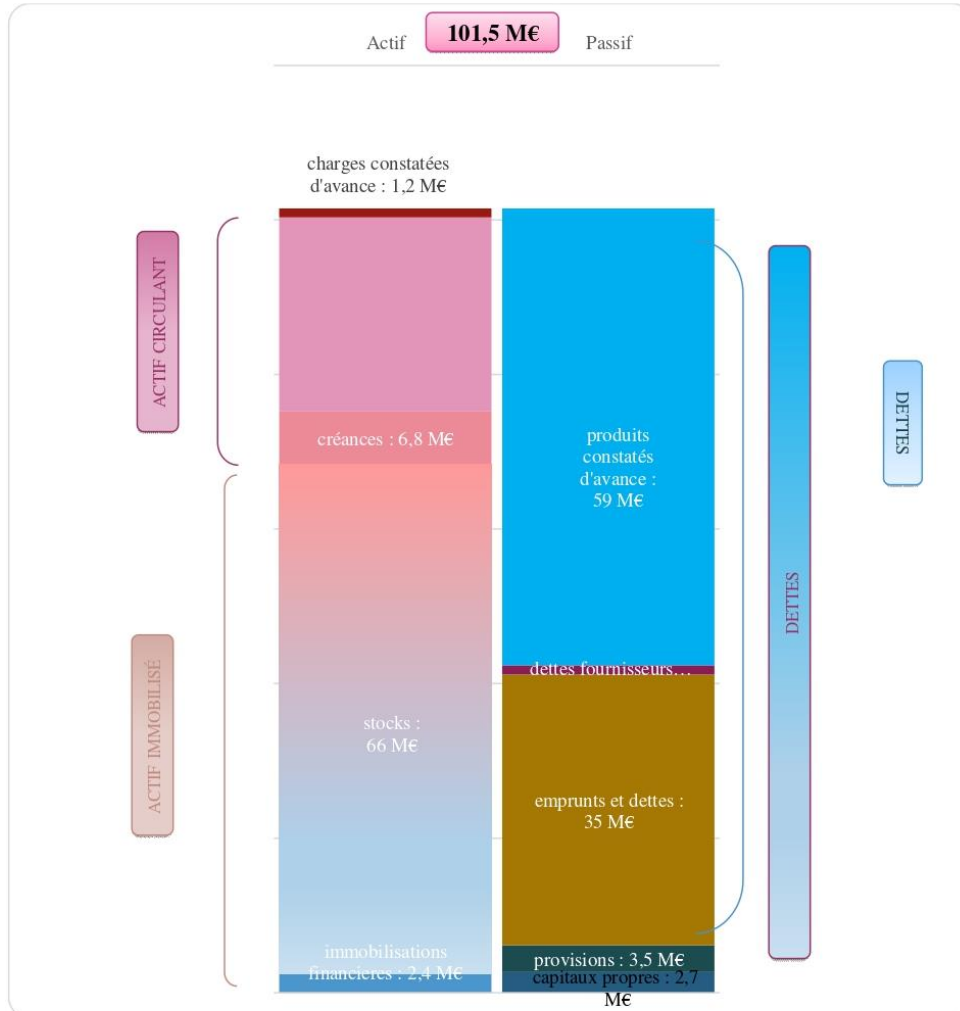 Actif
101,5 M€
Passif
charges constatées
d'avance : 1,2 M€
ACTIF CIRCULANT
créances : 6,8 M€
produits
constatés
d'avance :
59 M€
DETTES
DETTES
dettes fournisseurs…
ACTIF IMMOBILISÉ
stocks :
66 M€
emprunts et dettes :
35 M€
immobilisations
financieres : 2,4 M€
provisions : 3,5 M€
capitaux propres : 2,7
M€